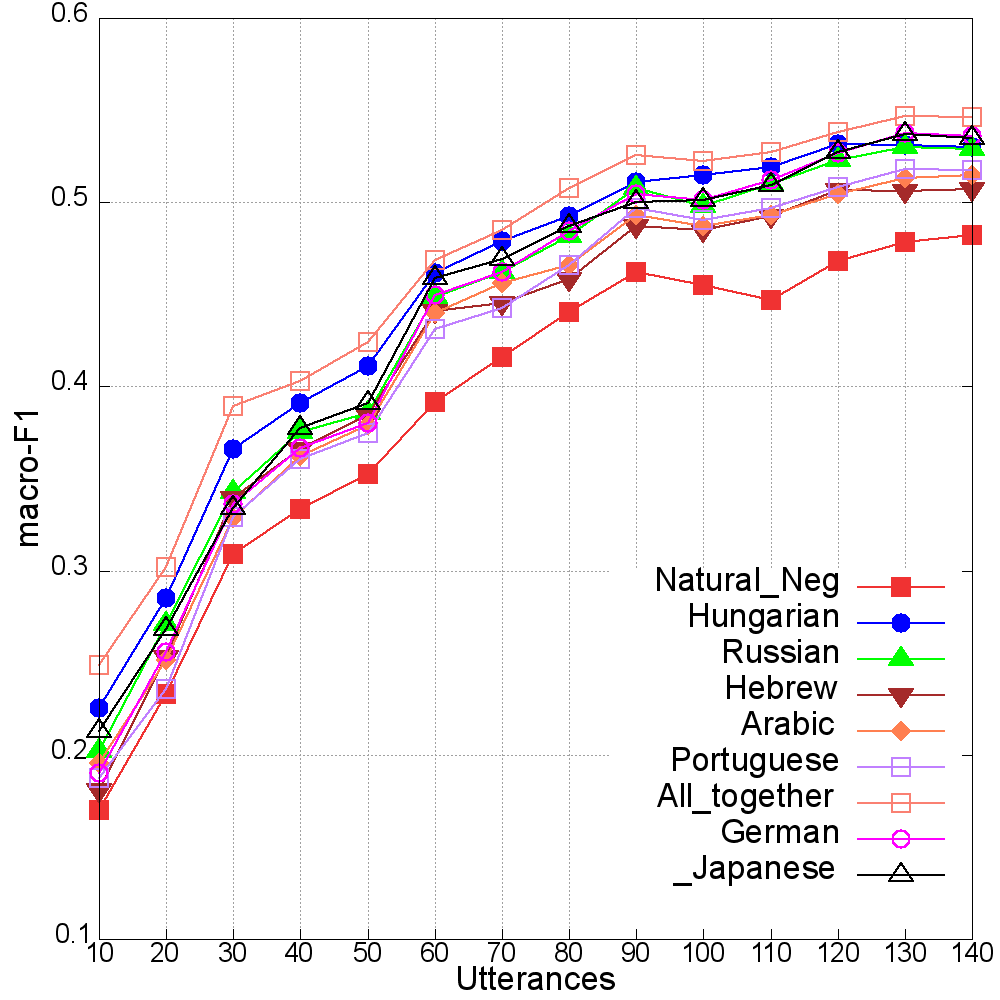 0.6
0.5
0.4
0.3
0.2
0.1
macro-F1
Natural_Neg
Hungarian
Russian
Hebrew
Arabic
Portuguese
All_together
German
_Japanese
10 20 30 40 50 60 70 80 90 100 110 120 130 140
Utterances